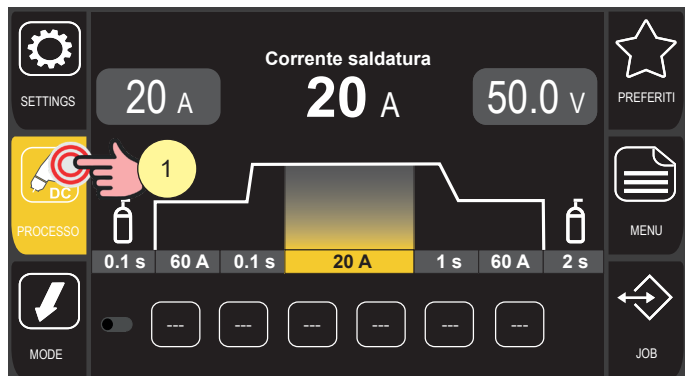 SETTINGS
Corrente saldatura
20 A
20 A
50.0 V
PREFERITI
DC
PROCESSO
1
MENU
0.1 s 60 A 0.1 s 20 A 1 s 60 A 2 s
--- --- --- --- --- ---
MODE
JOB